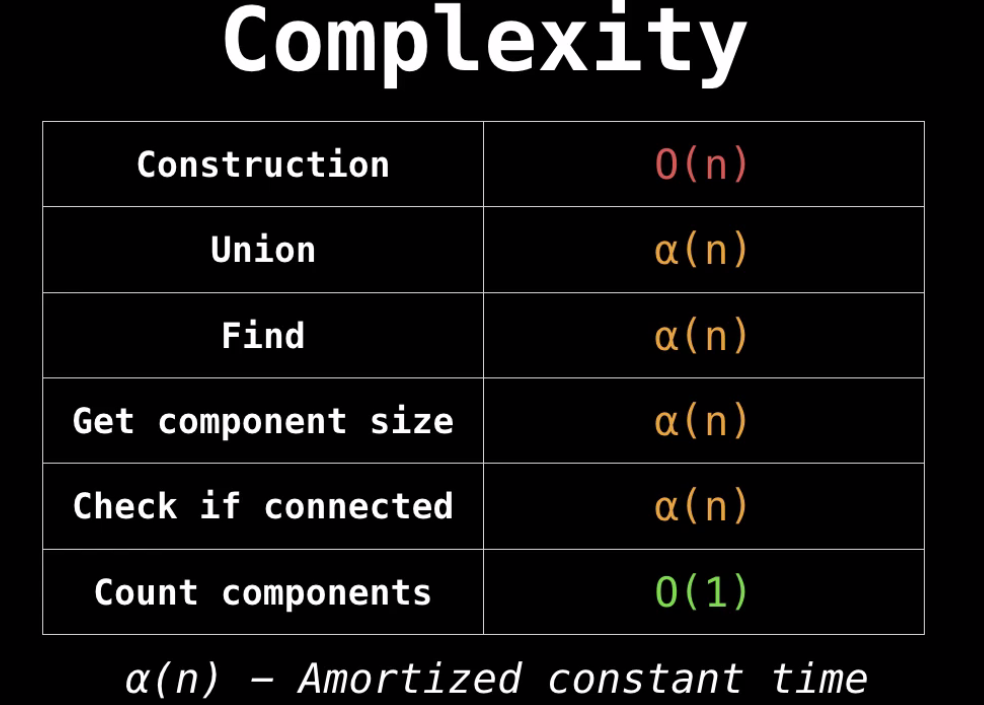 Complexity
Construction O(n)
Union α(n)
Find α(n)
Get component size α(n)
Check if connected α(n)
Count components O(1)
α(n) – Amortized constant time